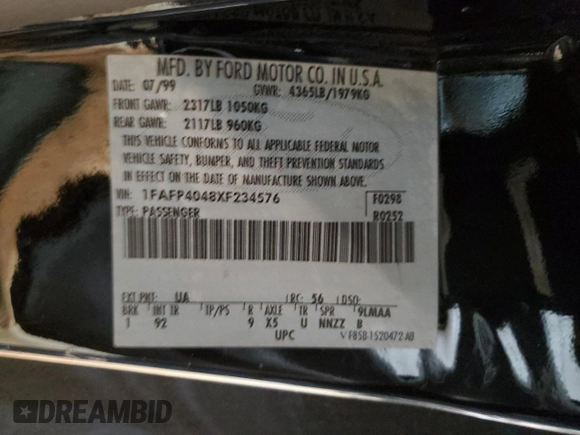 MFD. BY FORD MOTOR CO. IN U.S.A.
DATE: 07/99 GVWR: 4365LB/1979KG
FRONT GAWR: 2317LB 1050KG
REAR GAWR: 2117LB 960KG
THIS VEHICLE CONFORMS TO ALL APPLICABLE FEDERAL MOTOR
VEHICLE SAFETY, BUMPER, AND THEFT PREVENTION STANDARDS
IN EFFECT ON THE DATE OF MANUFACTURE SHOWN ABOVE.
VIN: 1FAFP4048XF234576 F0298
TYPE: PASSENGER R0252
EXT PNT: UA RC: 56 DSO:
BRK INT TR TP/PS R AXLE TR SPR 9LMAA
1 92 9 X5 U NNZZ B
UPC V F85B 1520472 AB
DREAMBID